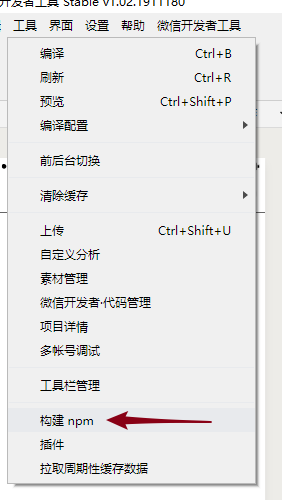 开发者工具 Stable v1.02.1911180
工具 界面 设置 帮助 微信开发者工具
编译 Ctrl+B
刷新 Ctrl+R
预览 Ctrl+Shift+P
编译配置
前后台切换
清除缓存
上传 Ctrl+Shift+U
自定义分析
素材管理
微信开发者·代码管理
项目详情
多帐号调试
工具栏管理
构建 npm
插件
拉取周期性缓存数据